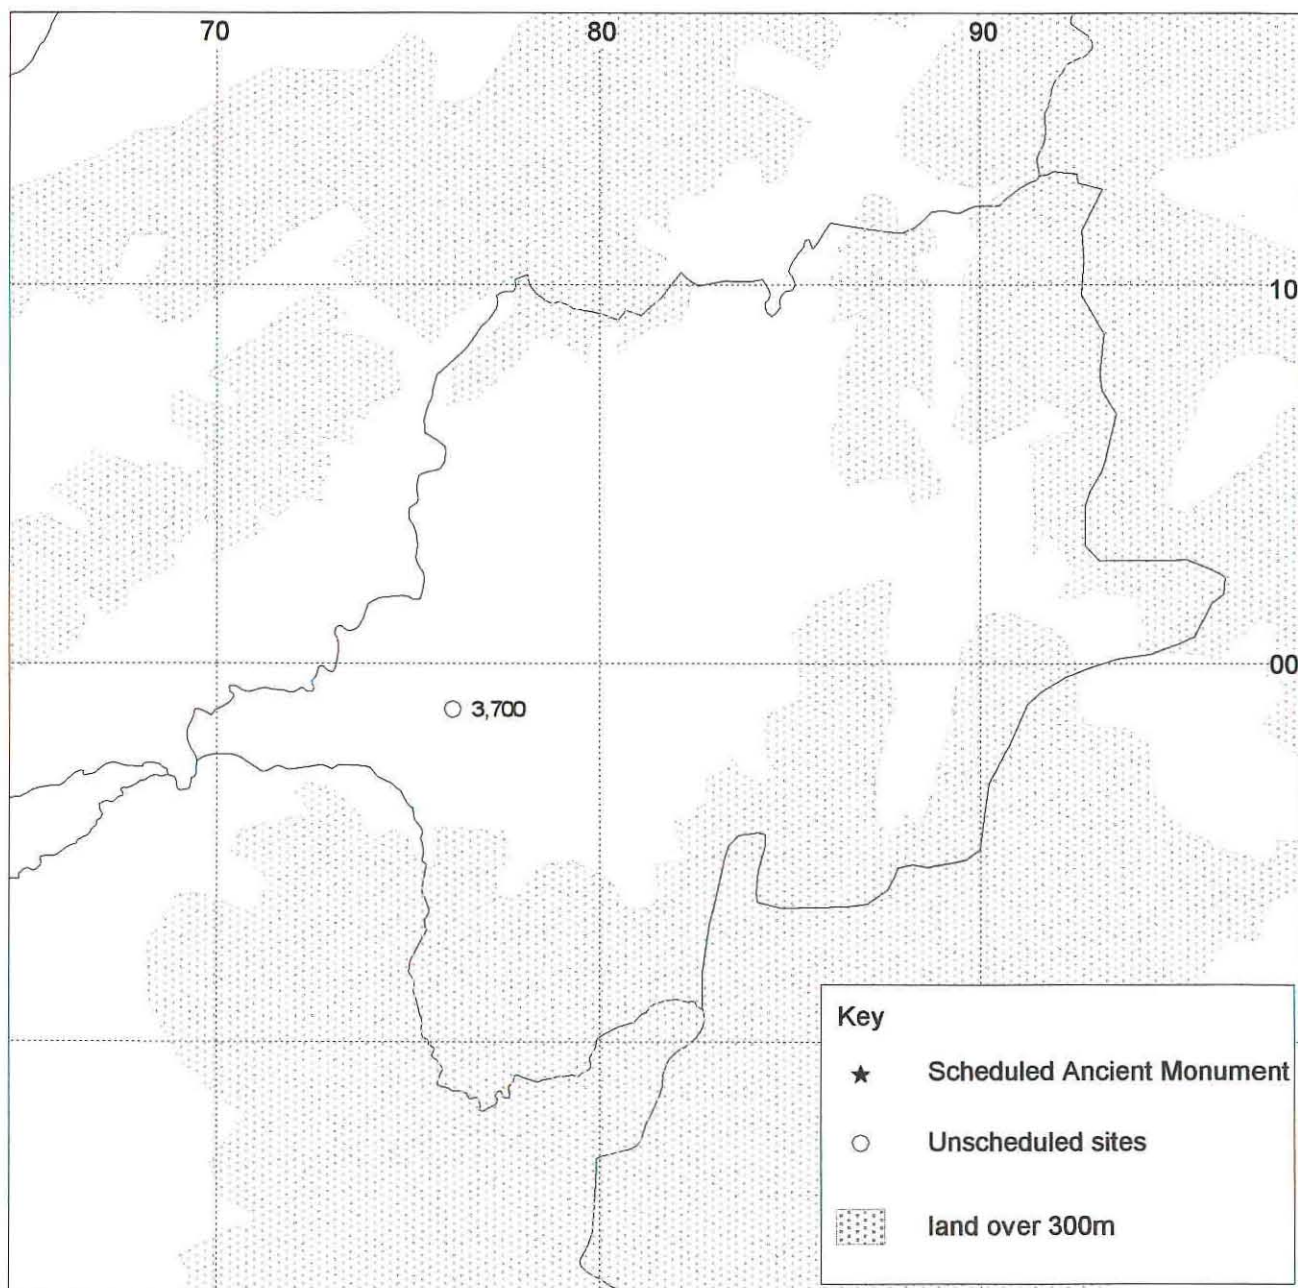 70 80 90
10
00
3,700
Key
Scheduled Ancient Monument
Unscheduled sites
land over 300m